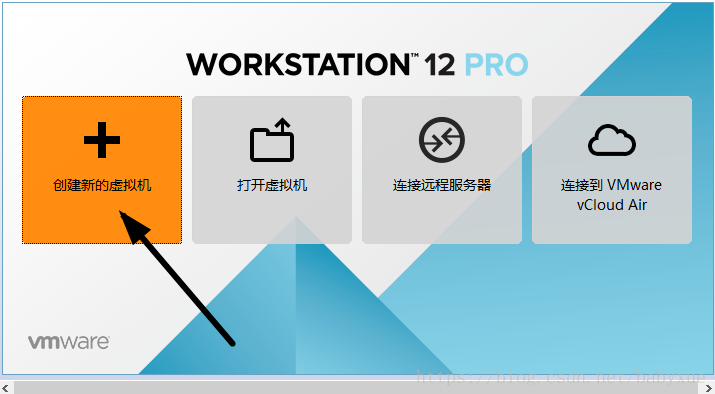 WORKSTATION™ 12 PRO
创建新的虚拟机
打开虚拟机
连接远程服务器
连接到 VMware
vCloud Air
vmware